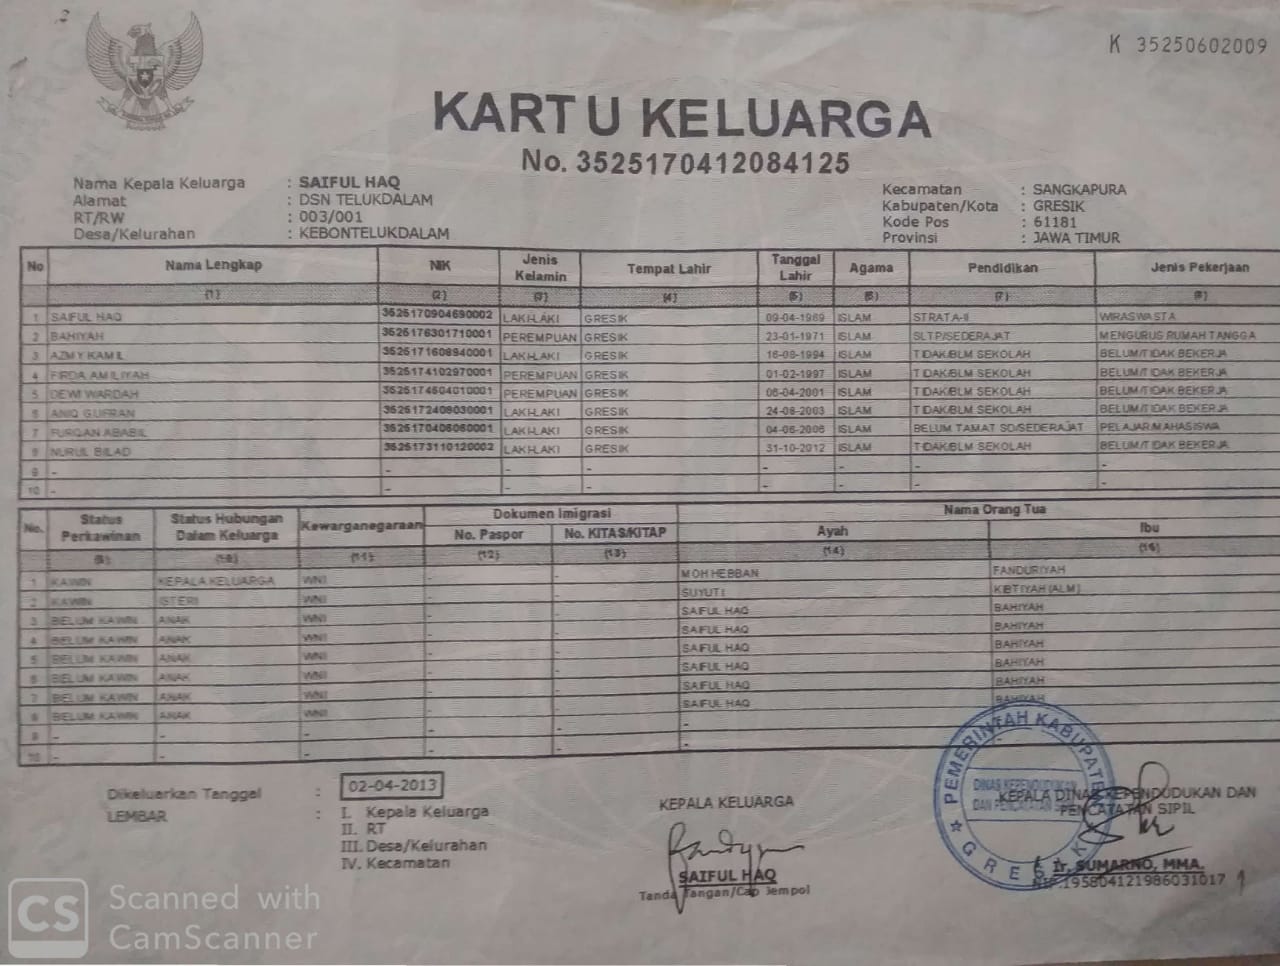 K 35250602009
KARTU KELUARGA
No. 3525170412084125
Nama Kepala Keluarga : SAIFUL HAQ
Alamat : DSN TELUKDALAM
RT/RW : 003/001
Desa/Kelurahan : KEBONTELUKDALAM
Kecamatan : SANGKAPURA
Kabupaten/Kota : GRESIK
Kode Pos : 61181
Provinsi : JAWA TIMUR
No Nama Lengkap NIK Jenis Kelamin Tempat Lahir Tanggal Lahir Agama Pendidikan Jenis Pekerjaan
(1) (2) (3) (4) (5) (6) (7) (8)
1 SAIFUL HAQ 3525170904690002 LAKI-LAKI GRESIK 09-04-1969 ISLAM STRATA-II WIRASWASTA
2 BAHIYAH 3525176301710001 PEREMPUAN GRESIK 23-01-1971 ISLAM SLTP/SEDERAJAT MENGURUS RUMAH TANGGA
3 AZMY KAMIL 3525171608940001 LAKI-LAKI GRESIK 16-08-1994 ISLAM TIDAK/BLM SEKOLAH BELUM/TIDAK BEKERJA
4 FIRDA AMILIYAH 3525174102970001 PEREMPUAN GRESIK 01-02-1997 ISLAM TIDAK/BLM SEKOLAH BELUM/TIDAK BEKERJA
5 DEWI WARDAH 3525174604010001 PEREMPUAN GRESIK 06-04-2001 ISLAM TIDAK/BLM SEKOLAH BELUM/TIDAK BEKERJA
6 ANIQ GUFRAN 3525172408030001 LAKI-LAKI GRESIK 24-08-2003 ISLAM TIDAK/BLM SEKOLAH BELUM/TIDAK BEKERJA
7 FURQAN ABABIL LAKI-LAKI GRESIK ISLAM BELUM TAMAT SD/SEDERAJAT PELAJAR/MAHASISWA
8 NURUL BILAD 3525173110120002 LAKI-LAKI GRESIK 31-10-2012 ISLAM TIDAK/BLM SEKOLAH BELUM/TIDAK BEKERJA
9 - - - - - - - -
10 - - - - - - - -
No. Status Perkawinan Status Hubungan Dalam Keluarga Kewarganegaraan Dokumen Imigrasi Nama Orang Tua
No. Paspor No. KITAS/KITAP Ayah Ibu
(9) (10) (11) (12) (13) (14) (15)
1 KAWIN KEPALA KELUARGA WNI - - MOH HEBBAN FANDURIYAH
2 KAWIN ISTERI WNI - - SUYUTI KIBTIYAH (ALM)
3 BELUM KAWIN ANAK WNI - - SAIFUL HAQ BAHIYAH
4 BELUM KAWIN ANAK WNI - - SAIFUL HAQ BAHIYAH
5 BELUM KAWIN ANAK WNI - - SAIFUL HAQ BAHIYAH
6 BELUM KAWIN ANAK WNI - - SAIFUL HAQ BAHIYAH
7 BELUM KAWIN ANAK WNI - - SAIFUL HAQ BAHIYAH
8 BELUM KAWIN ANAK WNI - - SAIFUL HAQ BAHIYAH
9 - - - - - -
10 - - - - - -
Dikeluarkan Tanggal : 02-04-2013
LEMBAR : I. Kepala Keluarga
II. RT
III. Desa/Kelurahan
IV. Kecamatan
KEPALA KELUARGA
SAIFUL HAQ
Tanda Tangan/Cap Jempol
PEMERINTAH KABUPATEN GRESIK
DINAS KEPENDUDUKAN
DAN PENCATATAN SIPIL
KEPALA DINAS KEPENDUDUKAN DAN
PENCATATAN SIPIL
Ir. SUMARNO, MMA.
NIP.195804121986031017
CS Scanned with
CamScanner